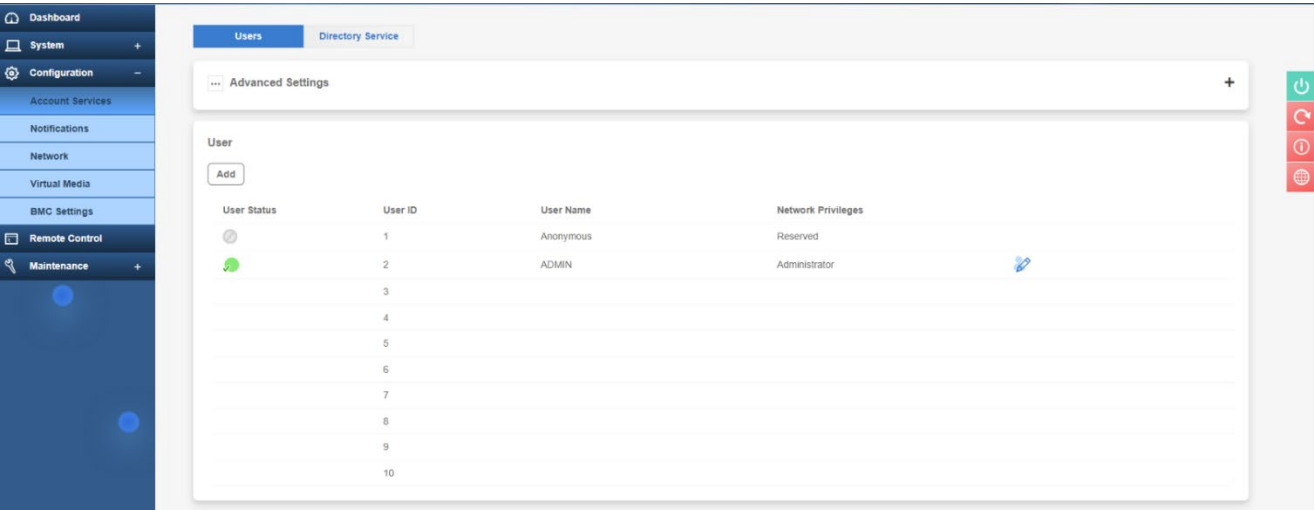 Dashboard
System +
Configuration −
Account Services
Notifications
Network
Virtual Media
BMC Settings
Remote Control
Maintenance +
Users Directory Service
... Advanced Settings +
User
Add
User Status User ID User Name Network Privileges
1 Anonymous Reserved
2 ADMIN Administrator
3
4
5
6
7
8
9
10